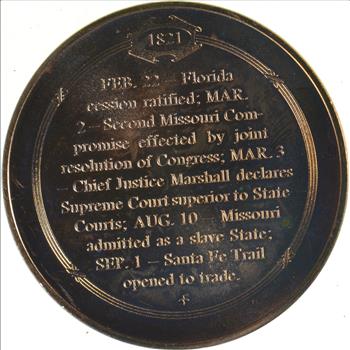 1821
FEB. 22 — Florida
cession ratified; MAR.
2 — Second Missouri Com-
promise effected by joint
resolution of Congress; MAR. 3
— Chief Justice Marshall declares
Supreme Court superior to State
Courts; AUG. 10 — Missouri
admitted as a slave State;
SEP. 1 — Santa Fe Trail
opened to trade.